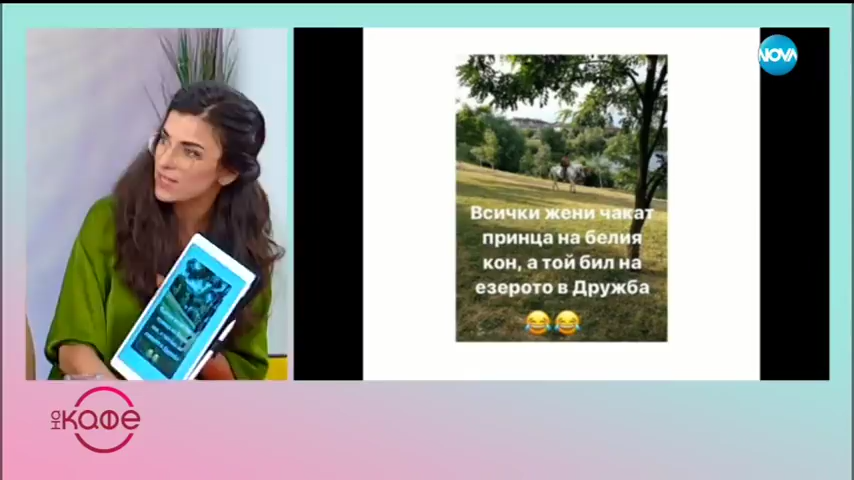 NOVA
Всички жени чакат
принца на белия
кон, а той бил на
езерото в Дружба
😂😂
на кафе